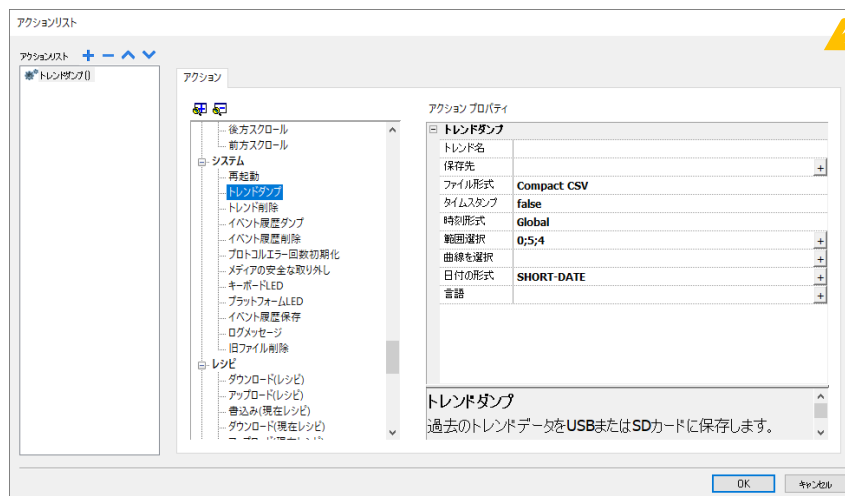 アクションリスト
アクションリスト
トレンドダンプ()
アクション
後方スクロール
前方スクロール
システム
再起動
トレンドダンプ
トレンド削除
イベント履歴ダンプ
イベント履歴削除
プロトコルエラー回数初期化
メディアの安全な取り外し
キーボードLED
プラットフォームLED
イベント履歴保存
ログメッセージ
旧ファイル削除
レシピ
ダウンロード(レシピ)
アップロード(レシピ)
書込み(現在レシピ)
ダウンロード(現在レシピ)
アクション プロパティ
トレンドダンプ
トレンド名
保存先 +
ファイル形式 Compact CSV
タイムスタンプ false
時刻形式 Global
範囲選択 0;5;4 +
曲線を選択 +
日付の形式 SHORT-DATE +
言語 +
トレンドダンプ
過去のトレンドデータをUSBまたはSDカードに保存します。
OK キャンセル